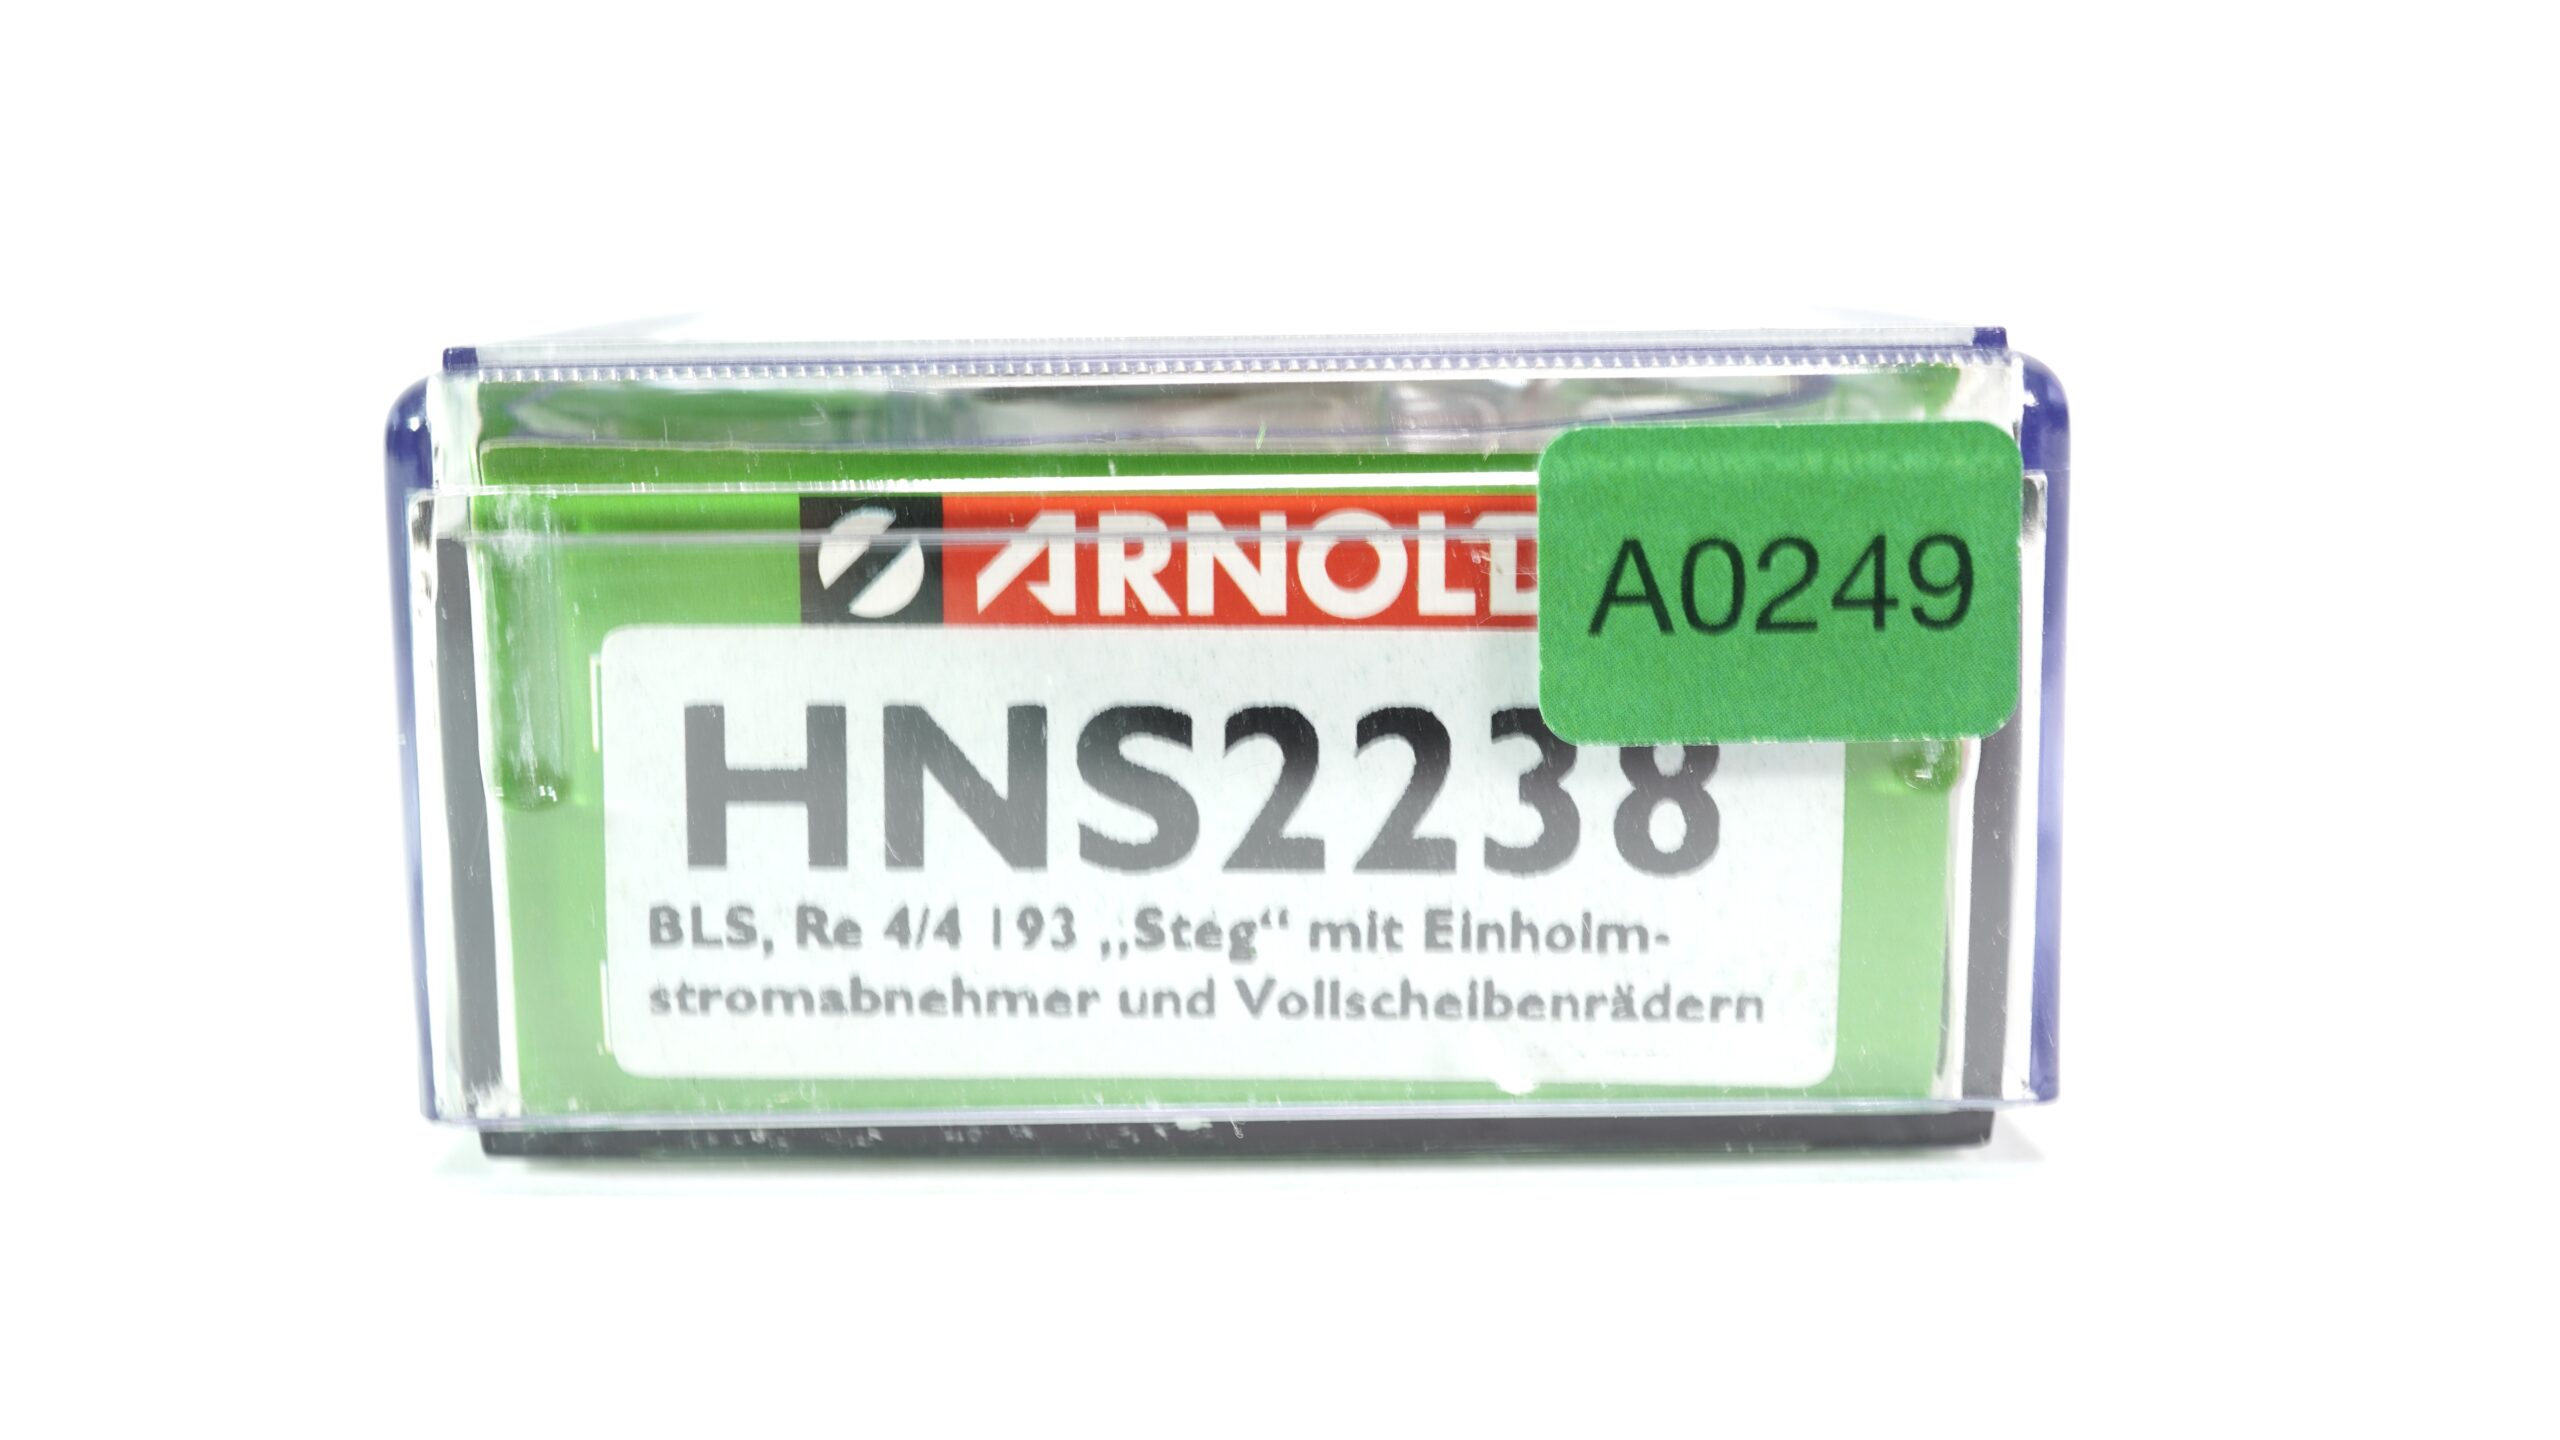 ARNOLD
A0249
HNS2238
BLS, Re 4/4 193 „Steg“ mit Einholm-
stromabnehmer und Vollscheibenrädern